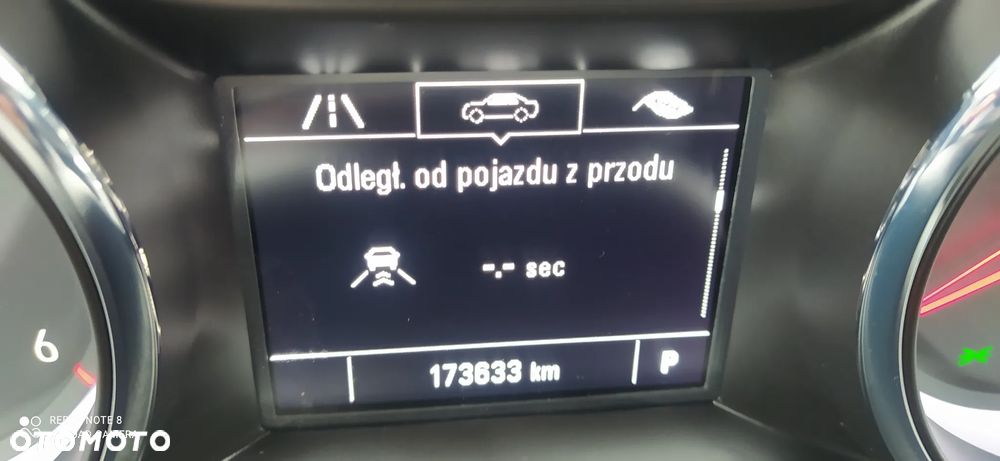 Odległ. od pojazdu z przodu
-.- sec
173633 km
P
6
REDMI NOTE 8
OTOMOTO